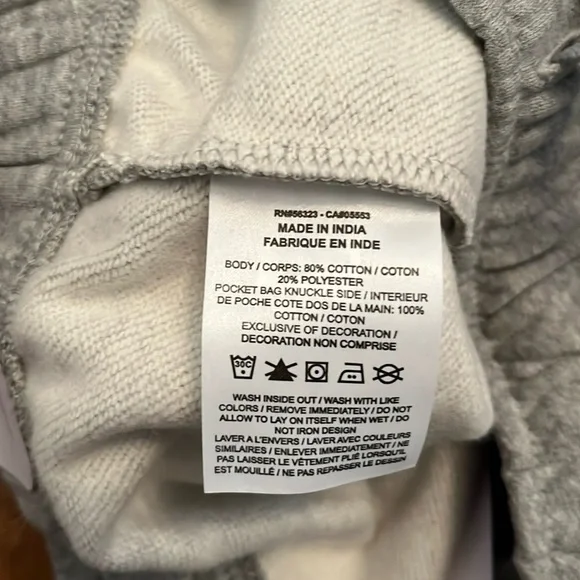 RN#56323 - CA#05553
MADE IN INDIA
FABRIQUE EN INDE
BODY / CORPS: 80% COTTON / COTON
20% POLYESTER
POCKET BAG KNUCKLE SIDE / INTERIEUR
DE POCHE COTE DOS DE LA MAIN: 100%
COTTON / COTON
EXCLUSIVE OF DECORATION /
DECORATION NON COMPRISE
30C
WASH INSIDE OUT / WASH WITH LIKE
COLORS / REMOVE IMMEDIATELY / DO NOT
ALLOW TO LAY ON ITSELF WHEN WET / DO
NOT IRON DESIGN
LAVER A L'ENVERS / LAVER AVEC COULEURS
SIMILAIRES / ENLEVER IMMEDIATEMENT / NE
PAS LAISSER LE VÊTEMENT PLIÉ LORSQU'IL
EST MOUILLÉ / NE PAS REPASSER LE DESSIN